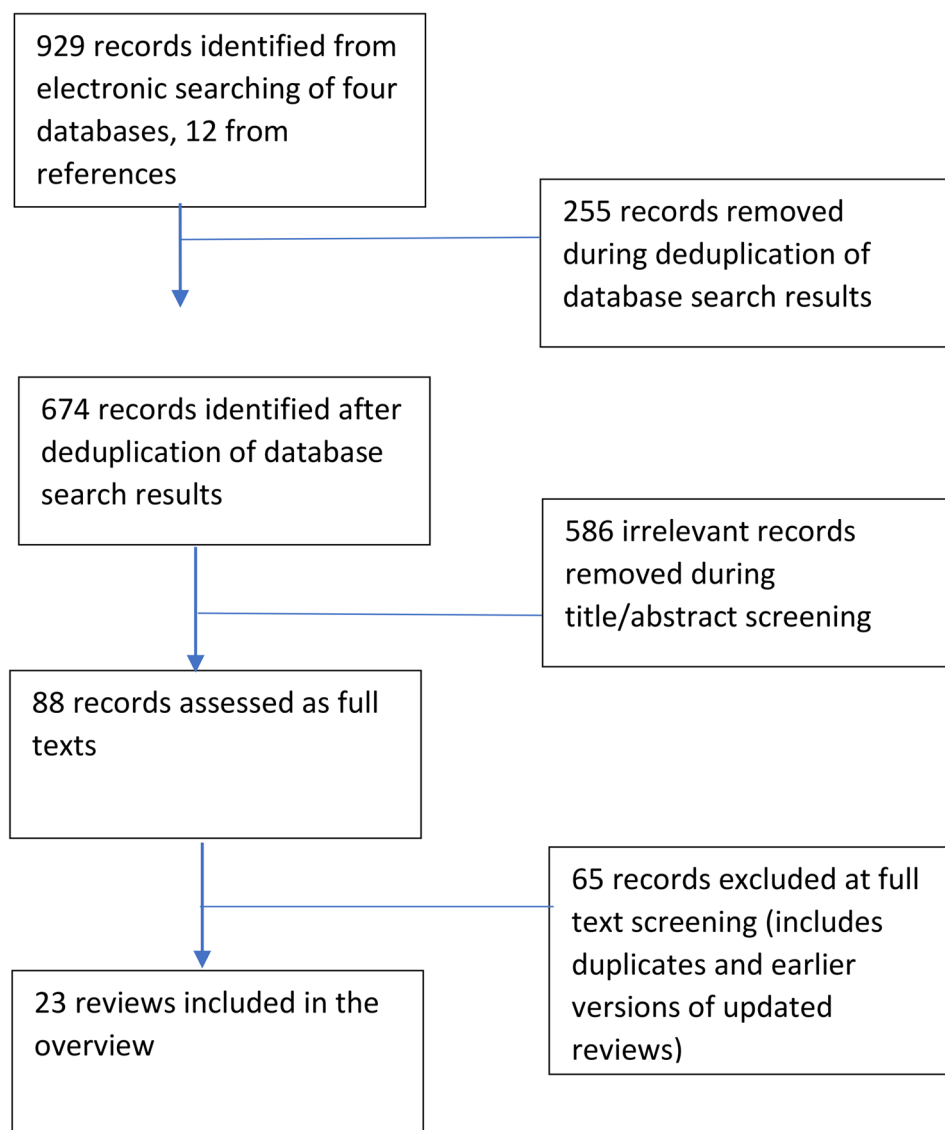 929 records identified from
electronic searching of four
databases, 12 from
references
255 records removed
during deduplication of
database search results
674 records identified after
deduplication of database
search results
586 irrelevant records
removed during
title/abstract screening
88 records assessed as full
texts
65 records excluded at full
text screening (includes
duplicates and earlier
versions of updated
reviews)
23 reviews included in the
overview